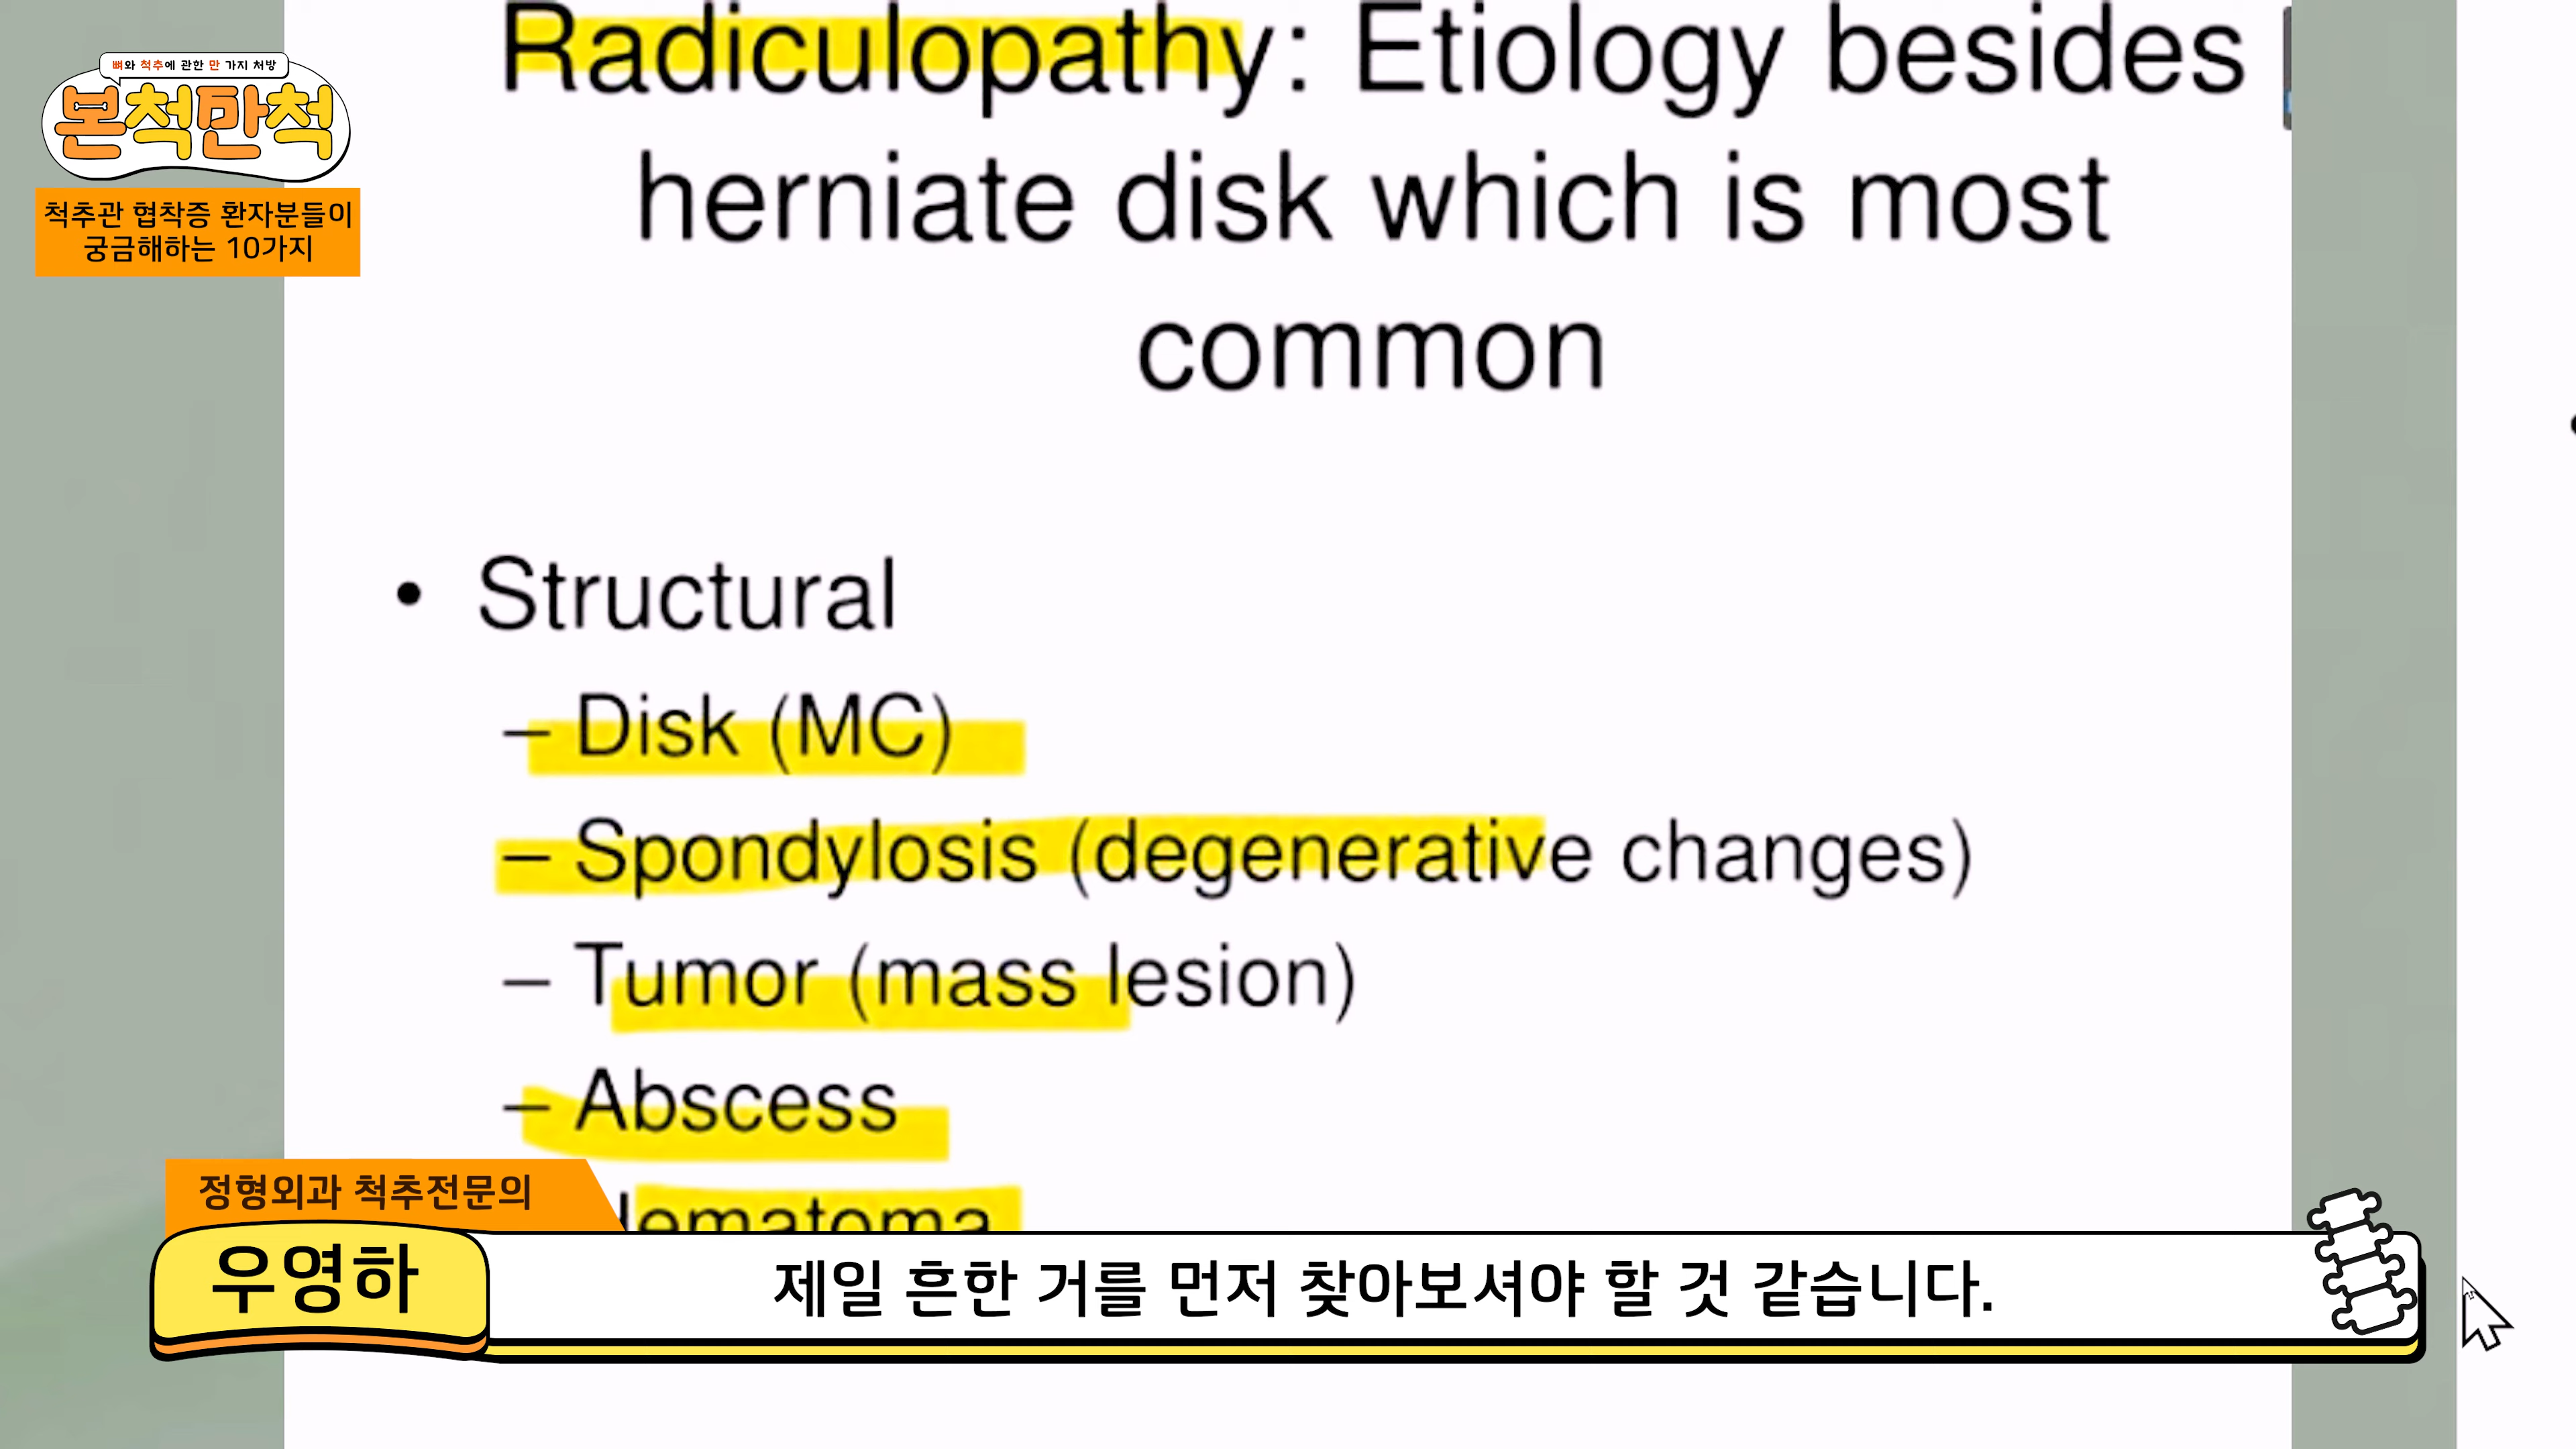 뼈와 척추에 관한 만 가지 처방
본척만척
척추관 협착증 환자분들이
궁금해하는 10가지
Radiculopathy: Etiology besides
herniate disk which is most
common
• Structural
– Disk (MC)
– Spondylosis (degenerative changes)
– Tumor (mass lesion)
– Abscess
Hematoma
정형외과 척추전문의
우영하
제일 흔한 거를 먼저 찾아보셔야 할 것 같습니다.